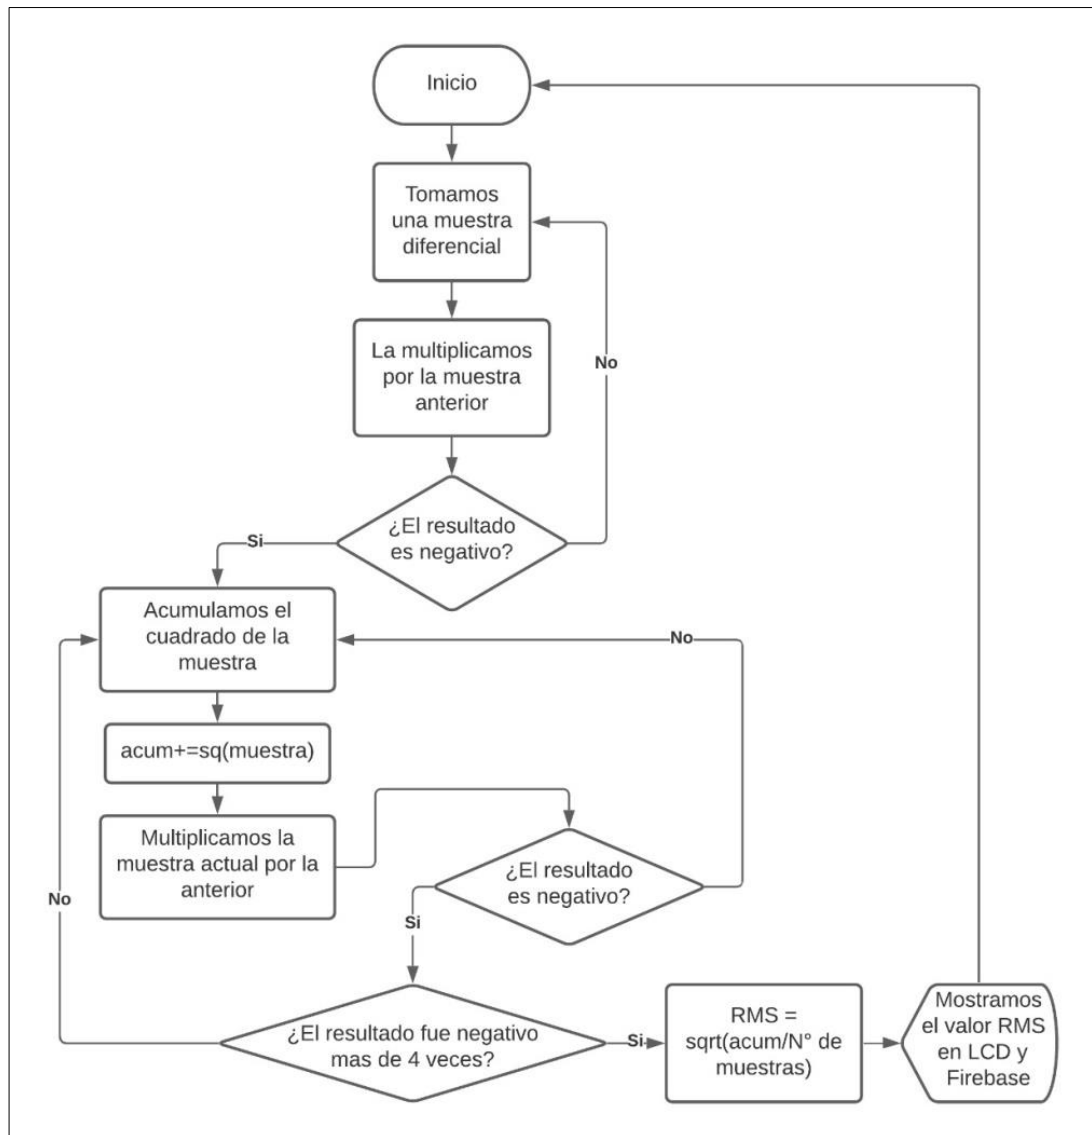 Inicio
Tomamos
una muestra
diferencial
La multiplicamos
por la muestra
anterior
No
¿El resultado
es negativo?
Si
Acumulamos el
cuadrado de la
muestra
No
acum+=sq(muestra)
Multiplicamos la
muestra actual por la
anterior
¿El resultado
es negativo?
No
Si
¿El resultado fue negativo
mas de 4 veces?
Si
RMS =
sqrt(acum/N° de
muestras)
Mostramos
el valor RMS
en LCD y
Firebase